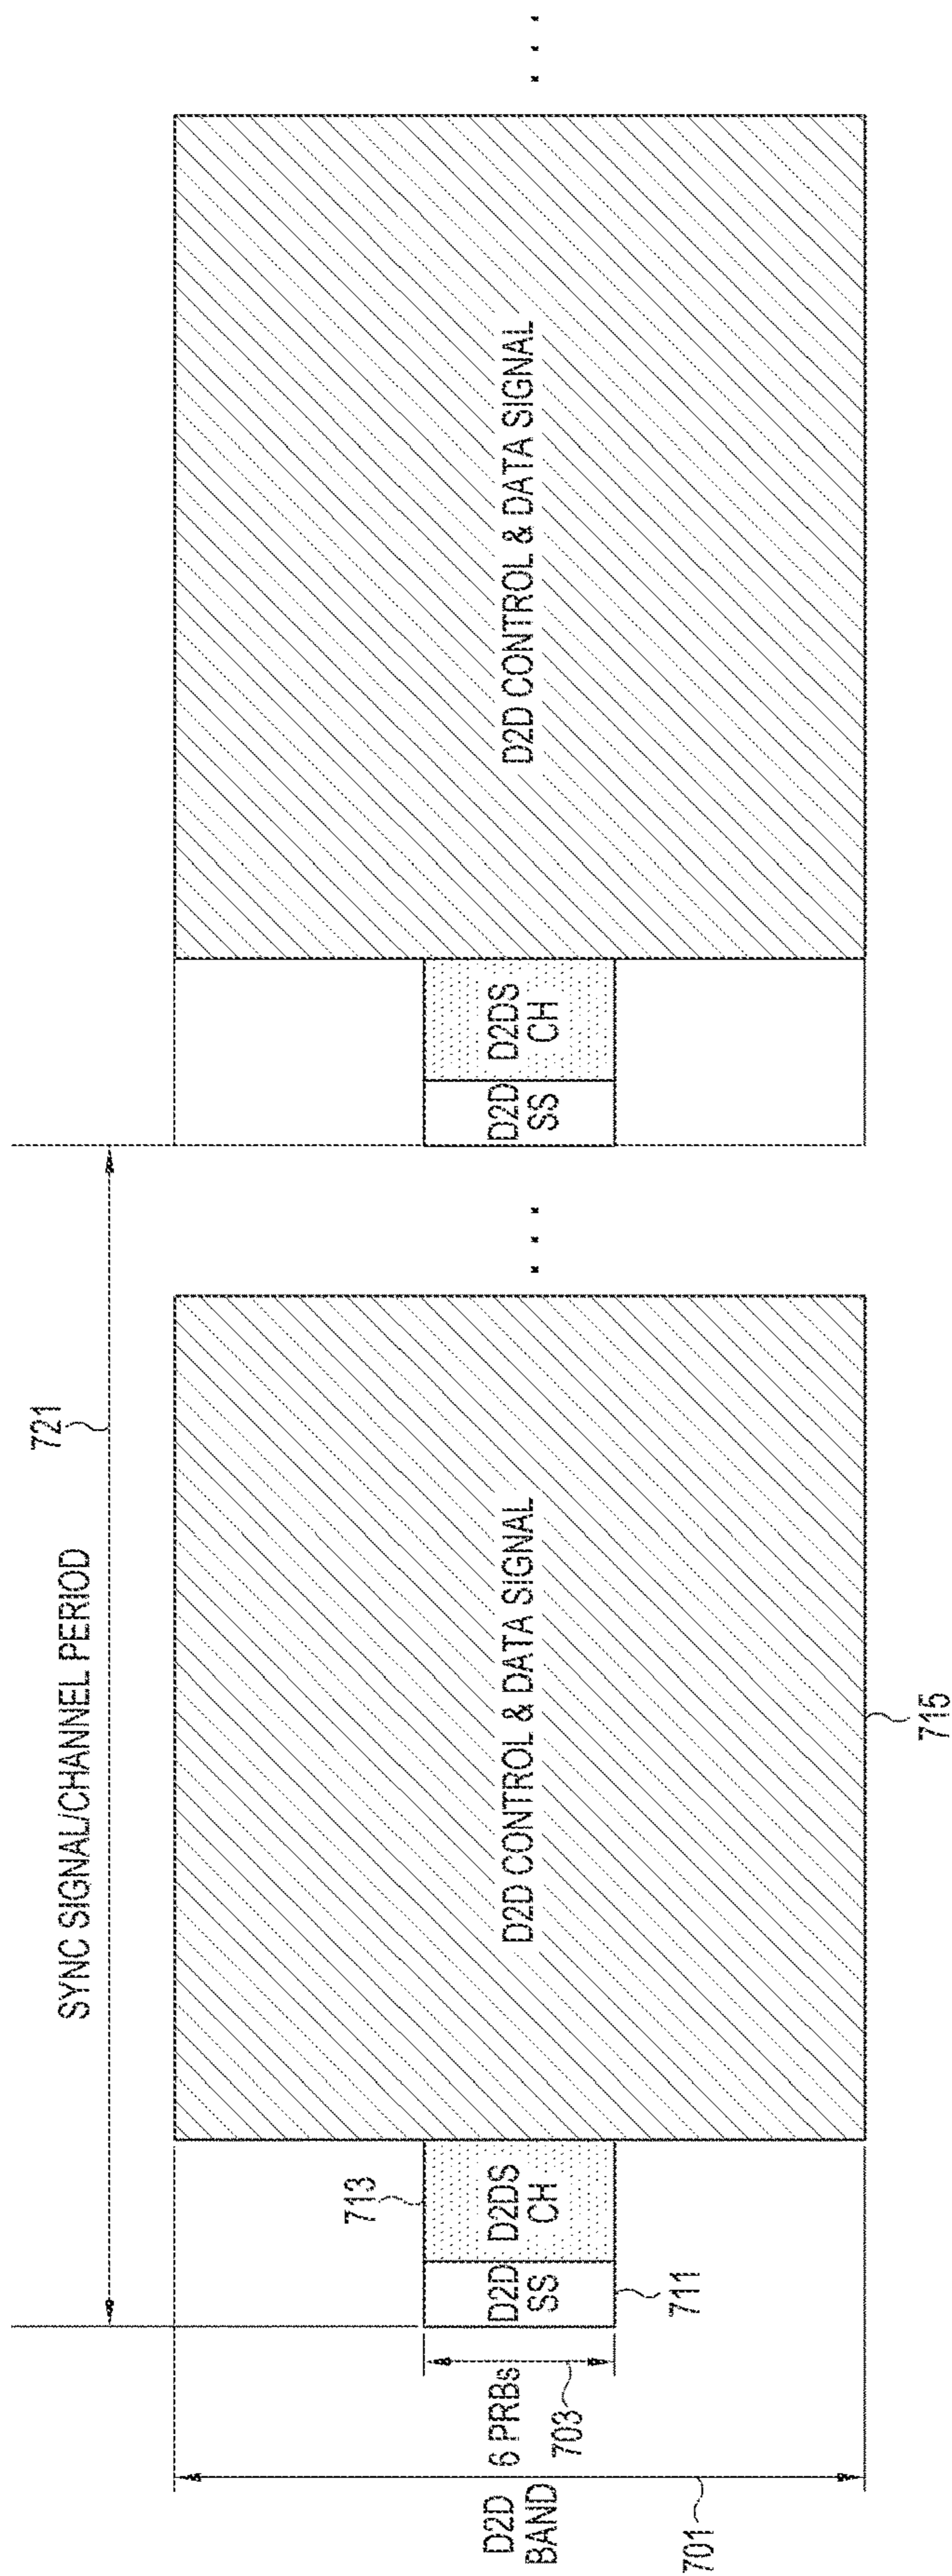 SYNC SIGNAL/CHANNEL PERIOD
721
D2D
BAND
701
6 PRBs
703
D2D
SS
711
D2DS
CH
713
D2D CONTROL & DATA SIGNAL
715
D2D
SS
D2DS
CH
D2D CONTROL & DATA SIGNAL